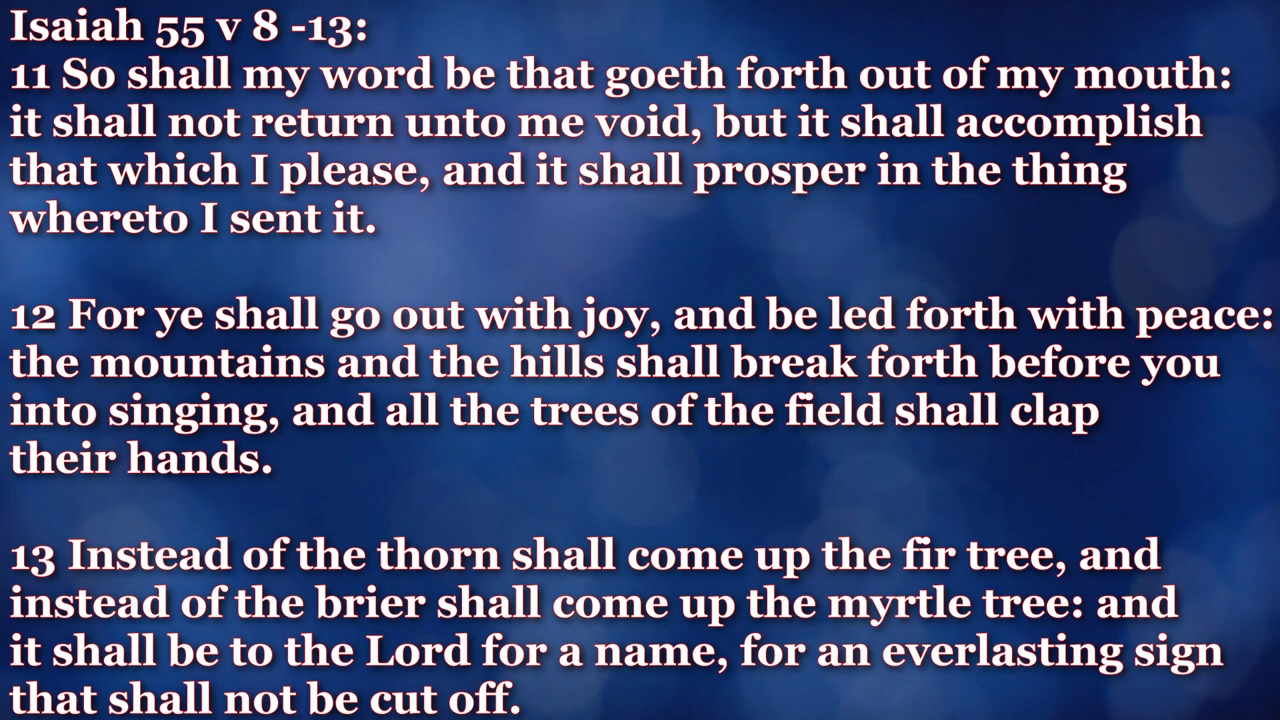 Isaiah 55 v 8 -13:
11 So shall my word be that goeth forth out of my mouth:
it shall not return unto me void, but it shall accomplish
that which I please, and it shall prosper in the thing
whereto I sent it.
12 For ye shall go out with joy, and be led forth with peace:
the mountains and the hills shall break forth before you
into singing, and all the trees of the field shall clap
their hands.
13 Instead of the thorn shall come up the fir tree, and
instead of the brier shall come up the myrtle tree: and
it shall be to the Lord for a name, for an everlasting sign
that shall not be cut off.